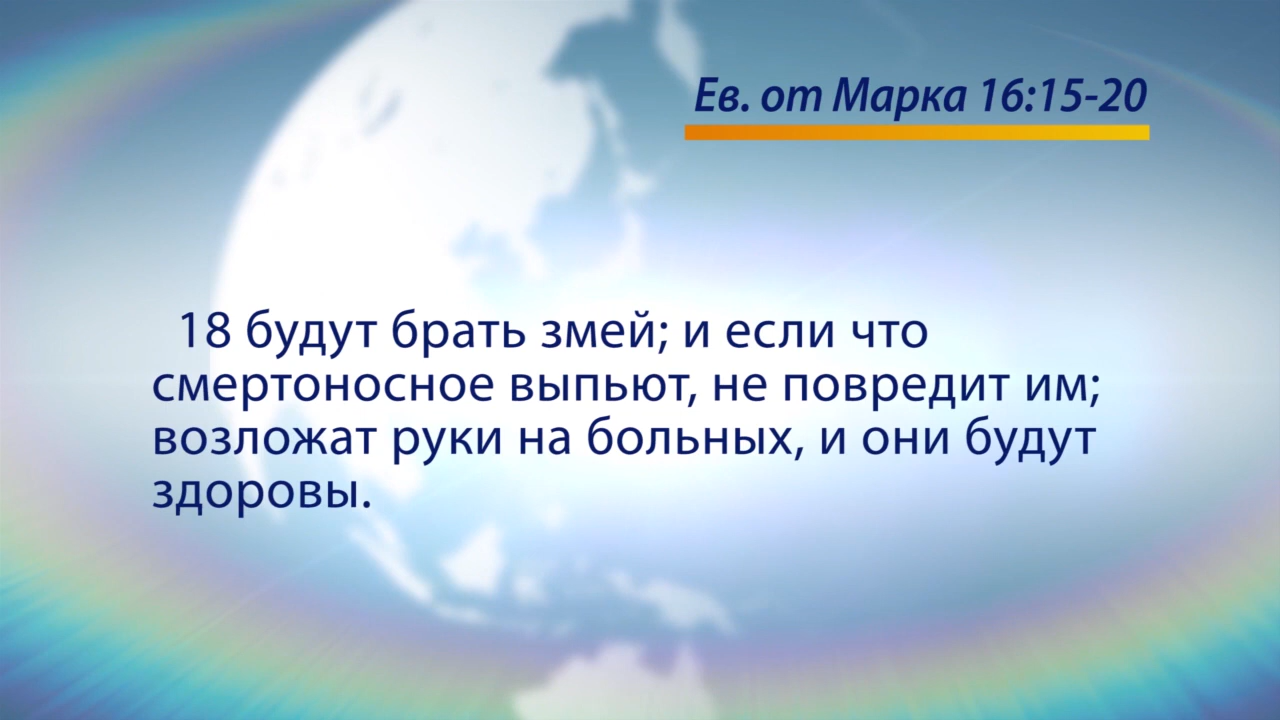 Ев. от Марка 16:15-20
18 будут брать змей; и если что
смертоносное выпьют, не повредит им;
возложат руки на больных, и они будут
здоровы.